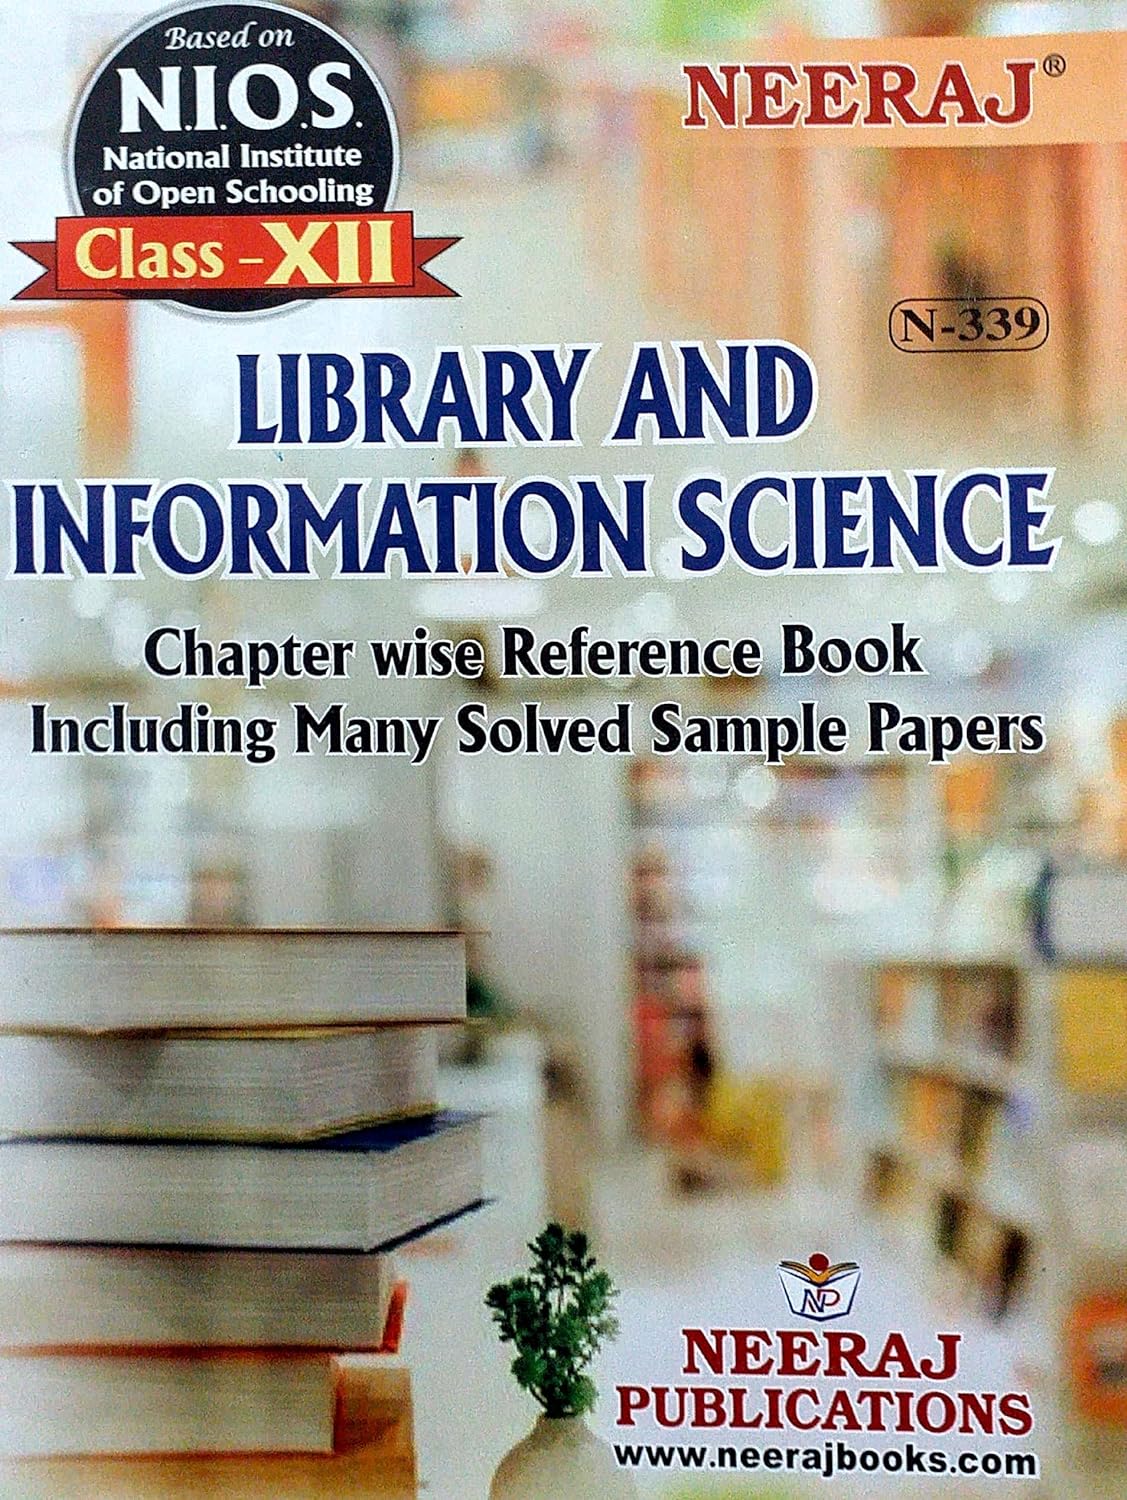 Based on
N.I.O.S.
National Institute
of Open Schooling
Class - XII
NEERAJ®
N-339
LIBRARY AND
INFORMATION SCIENCE
Chapter wise Reference Book
Including Many Solved Sample Papers
NP
NEERAJ
PUBLICATIONS
www.neerajbooks.com